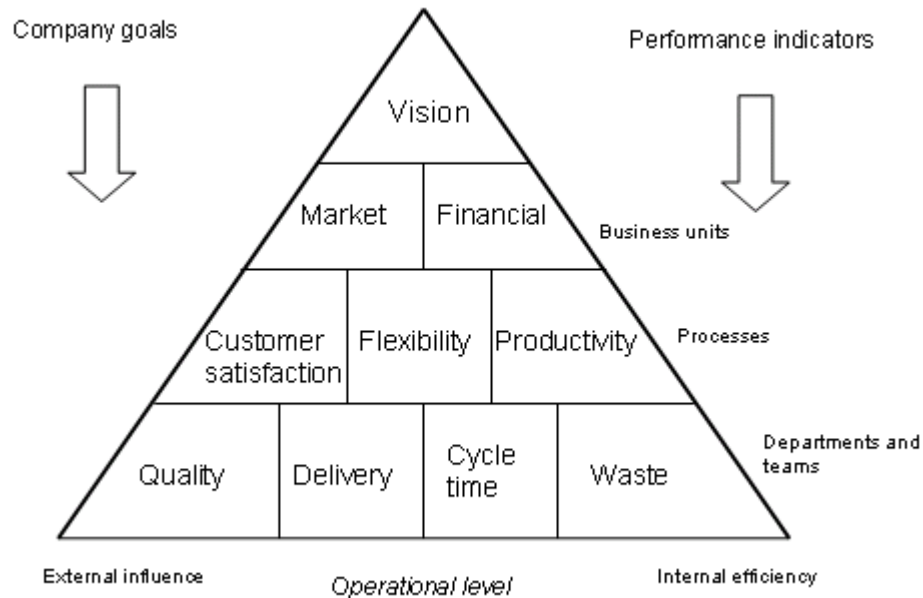 Company goals
Performance indicators
Vision
Market
Financial
Business units
Customer
satisfaction
Flexibility
Productivity
Processes
Quality
Delivery
Cycle
time
Waste
Departments and
teams
External influence
Operational level
Internal efficiency